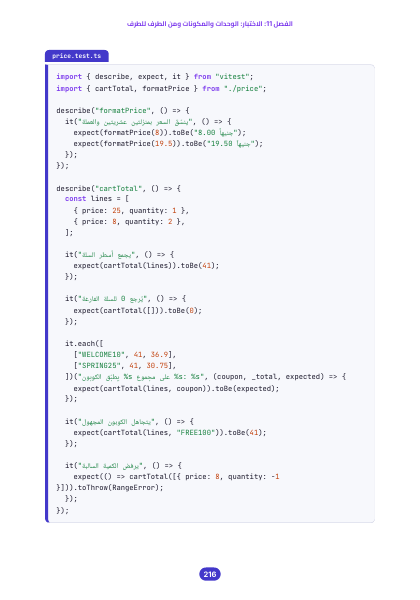 الفصل 11: الاختبار: الوحدات والمكونات ومن الطرف للطرف
price.test.ts
import { describe, expect, it } from "vitest";
import { cartTotal, formatPrice } from "./price";
describe("formatPrice", () => {
it("ينسّق السعر بمنزلتين عشريتين والعملة", () => {
expect(formatPrice(8)).toBe("8.00 جنيهاً");
expect(formatPrice(19.5)).toBe("19.50 جنيهاً");
});
});
describe("cartTotal", () => {
const lines = [
{ price: 25, quantity: 1 },
{ price: 8, quantity: 2 },
];
it("يجمع أسطر السلة", () => {
expect(cartTotal(lines)).toBe(41);
});
it("يُرجع 0 للسلة الفارغة", () => {
expect(cartTotal([])).toBe(0);
});
it.each([
["WELCOME10", 41, 36.9],
["SPRING25", 41, 30.75],
])("يطبّق الكوبون %s على مجموع %s: %s", (coupon, _total, expected) => {
expect(cartTotal(lines, coupon)).toBe(expected);
});
it("يتجاهل الكوبون المجهول", () => {
expect(cartTotal(lines, "FREE100")).toBe(41);
});
it("يرفض الكمية السالبة", () => {
expect(() => cartTotal([{ price: 8, quantity: -1
}])).toThrow(RangeError);
});
});
216